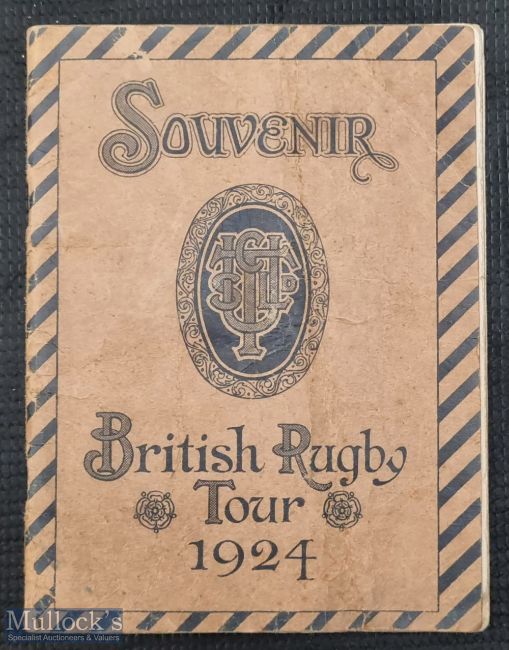 SOUVENIR
British Rugby
Tour
1924
Mullock's
Specialist Auctioneers & Valuers